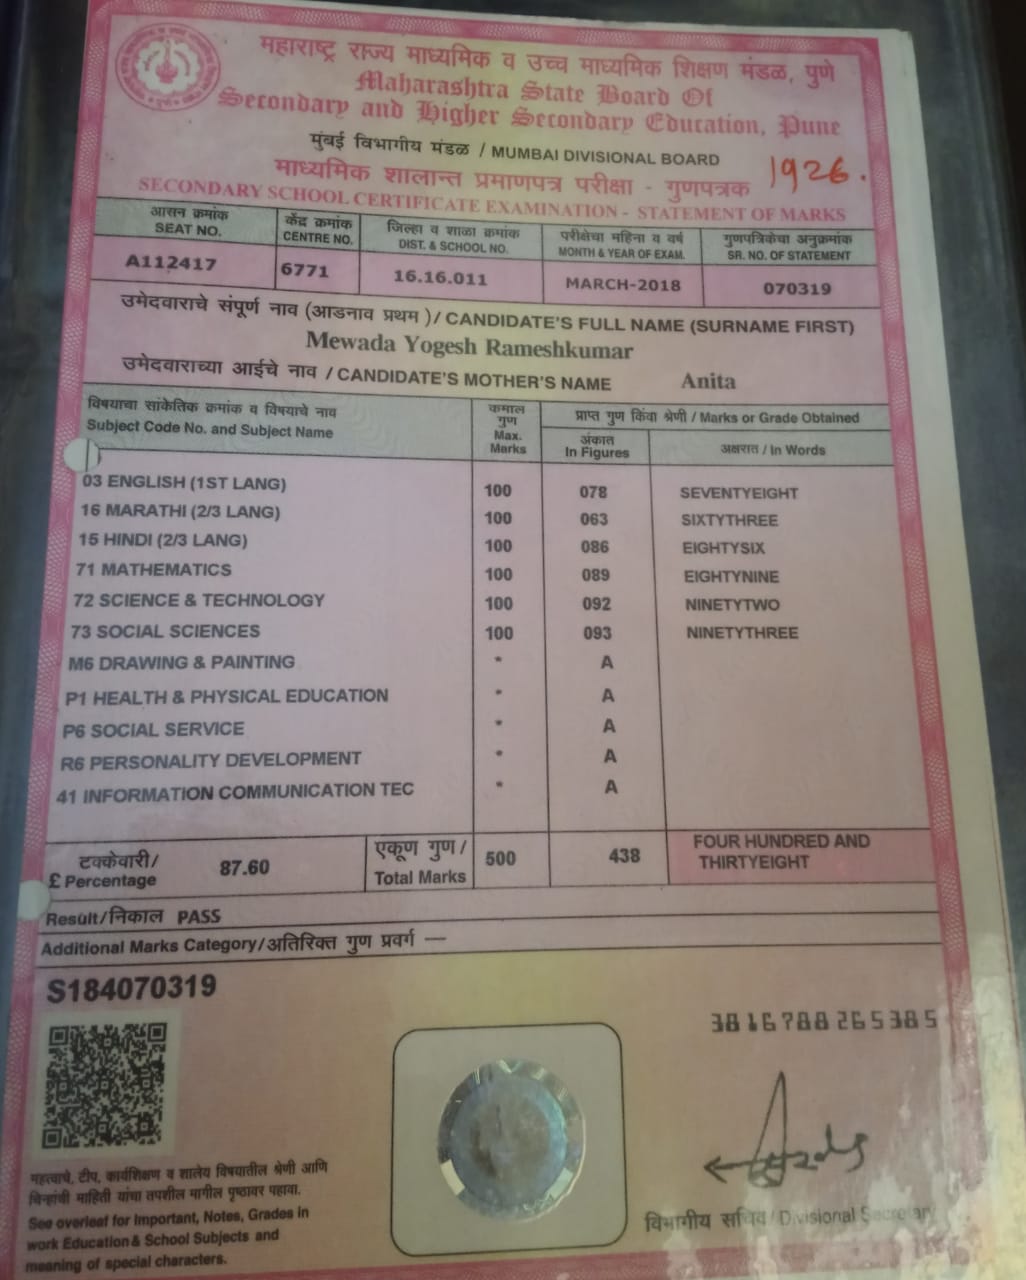 महाराष्ट्र राज्य माध्यमिक व उच्च माध्यमिक शिक्षण मंडळ, पुणे
Maharashtra State Board Of
Secondary and Higher Secondary Education, Pune
मुंबई विभागीय मंडळ / MUMBAI DIVISIONAL BOARD
1926.
माध्यमिक शालान्त प्रमाणपत्र परीक्षा - गुणपत्रक
SECONDARY SCHOOL CERTIFICATE EXAMINATION - STATEMENT OF MARKS
आसन क्रमांक केंद्र क्रमांक जिल्हा व शाळा क्रमांक परीक्षेचा महिना व वर्ष गुणपत्रिकेचा अनुक्रमांक
SEAT NO. CENTRE NO. DIST. & SCHOOL NO. MONTH & YEAR OF EXAM. SR. NO. OF STATEMENT
A112417 6771 16.16.011 MARCH-2018 070319
उमेदवाराचे संपूर्ण नाव (आडनाव प्रथम) / CANDIDATE'S FULL NAME (SURNAME FIRST)
Mewada Yogesh Rameshkumar
उमेदवाराच्या आईचे नाव / CANDIDATE'S MOTHER'S NAME Anita
विषयाचा सांकेतिक क्रमांक व विषयाचे नाव कमाल गुण प्राप्त गुण किंवा श्रेणी / Marks or Grade Obtained
Subject Code No. and Subject Name Max. Marks अंकात In Figures अक्षरात / In Words
03 ENGLISH (1ST LANG) 100 078 SEVENTYEIGHT
16 MARATHI (2/3 LANG) 100 063 SIXTYTHREE
15 HINDI (2/3 LANG) 100 086 EIGHTYSIX
71 MATHEMATICS 100 089 EIGHTYNINE
72 SCIENCE & TECHNOLOGY 100 092 NINETYTWO
73 SOCIAL SCIENCES 100 093 NINETYTHREE
M6 DRAWING & PAINTING * A
P1 HEALTH & PHYSICAL EDUCATION * A
P6 SOCIAL SERVICE * A
R6 PERSONALITY DEVELOPMENT * A
41 INFORMATION COMMUNICATION TEC * A
टक्केवारी/ 87.60 एकूण गुण/ 500 438 FOUR HUNDRED AND
£ Percentage Total Marks THIRTYEIGHT
Result/निकाल PASS
Additional Marks Category/अतिरिक्त गुण प्रवर्ग —
S184070319
3816788265385
महत्वाचे, टीप, कार्यशिक्षण व शालेय विषयातील श्रेणी आणि
चिन्हांची माहिती यांचा तपशील मागील पृष्ठावर पहावा.
See overleaf for Important, Notes, Grades in
work Education & School Subjects and
meaning of special characters.
विभागीय सचिव / Divisional Secretary